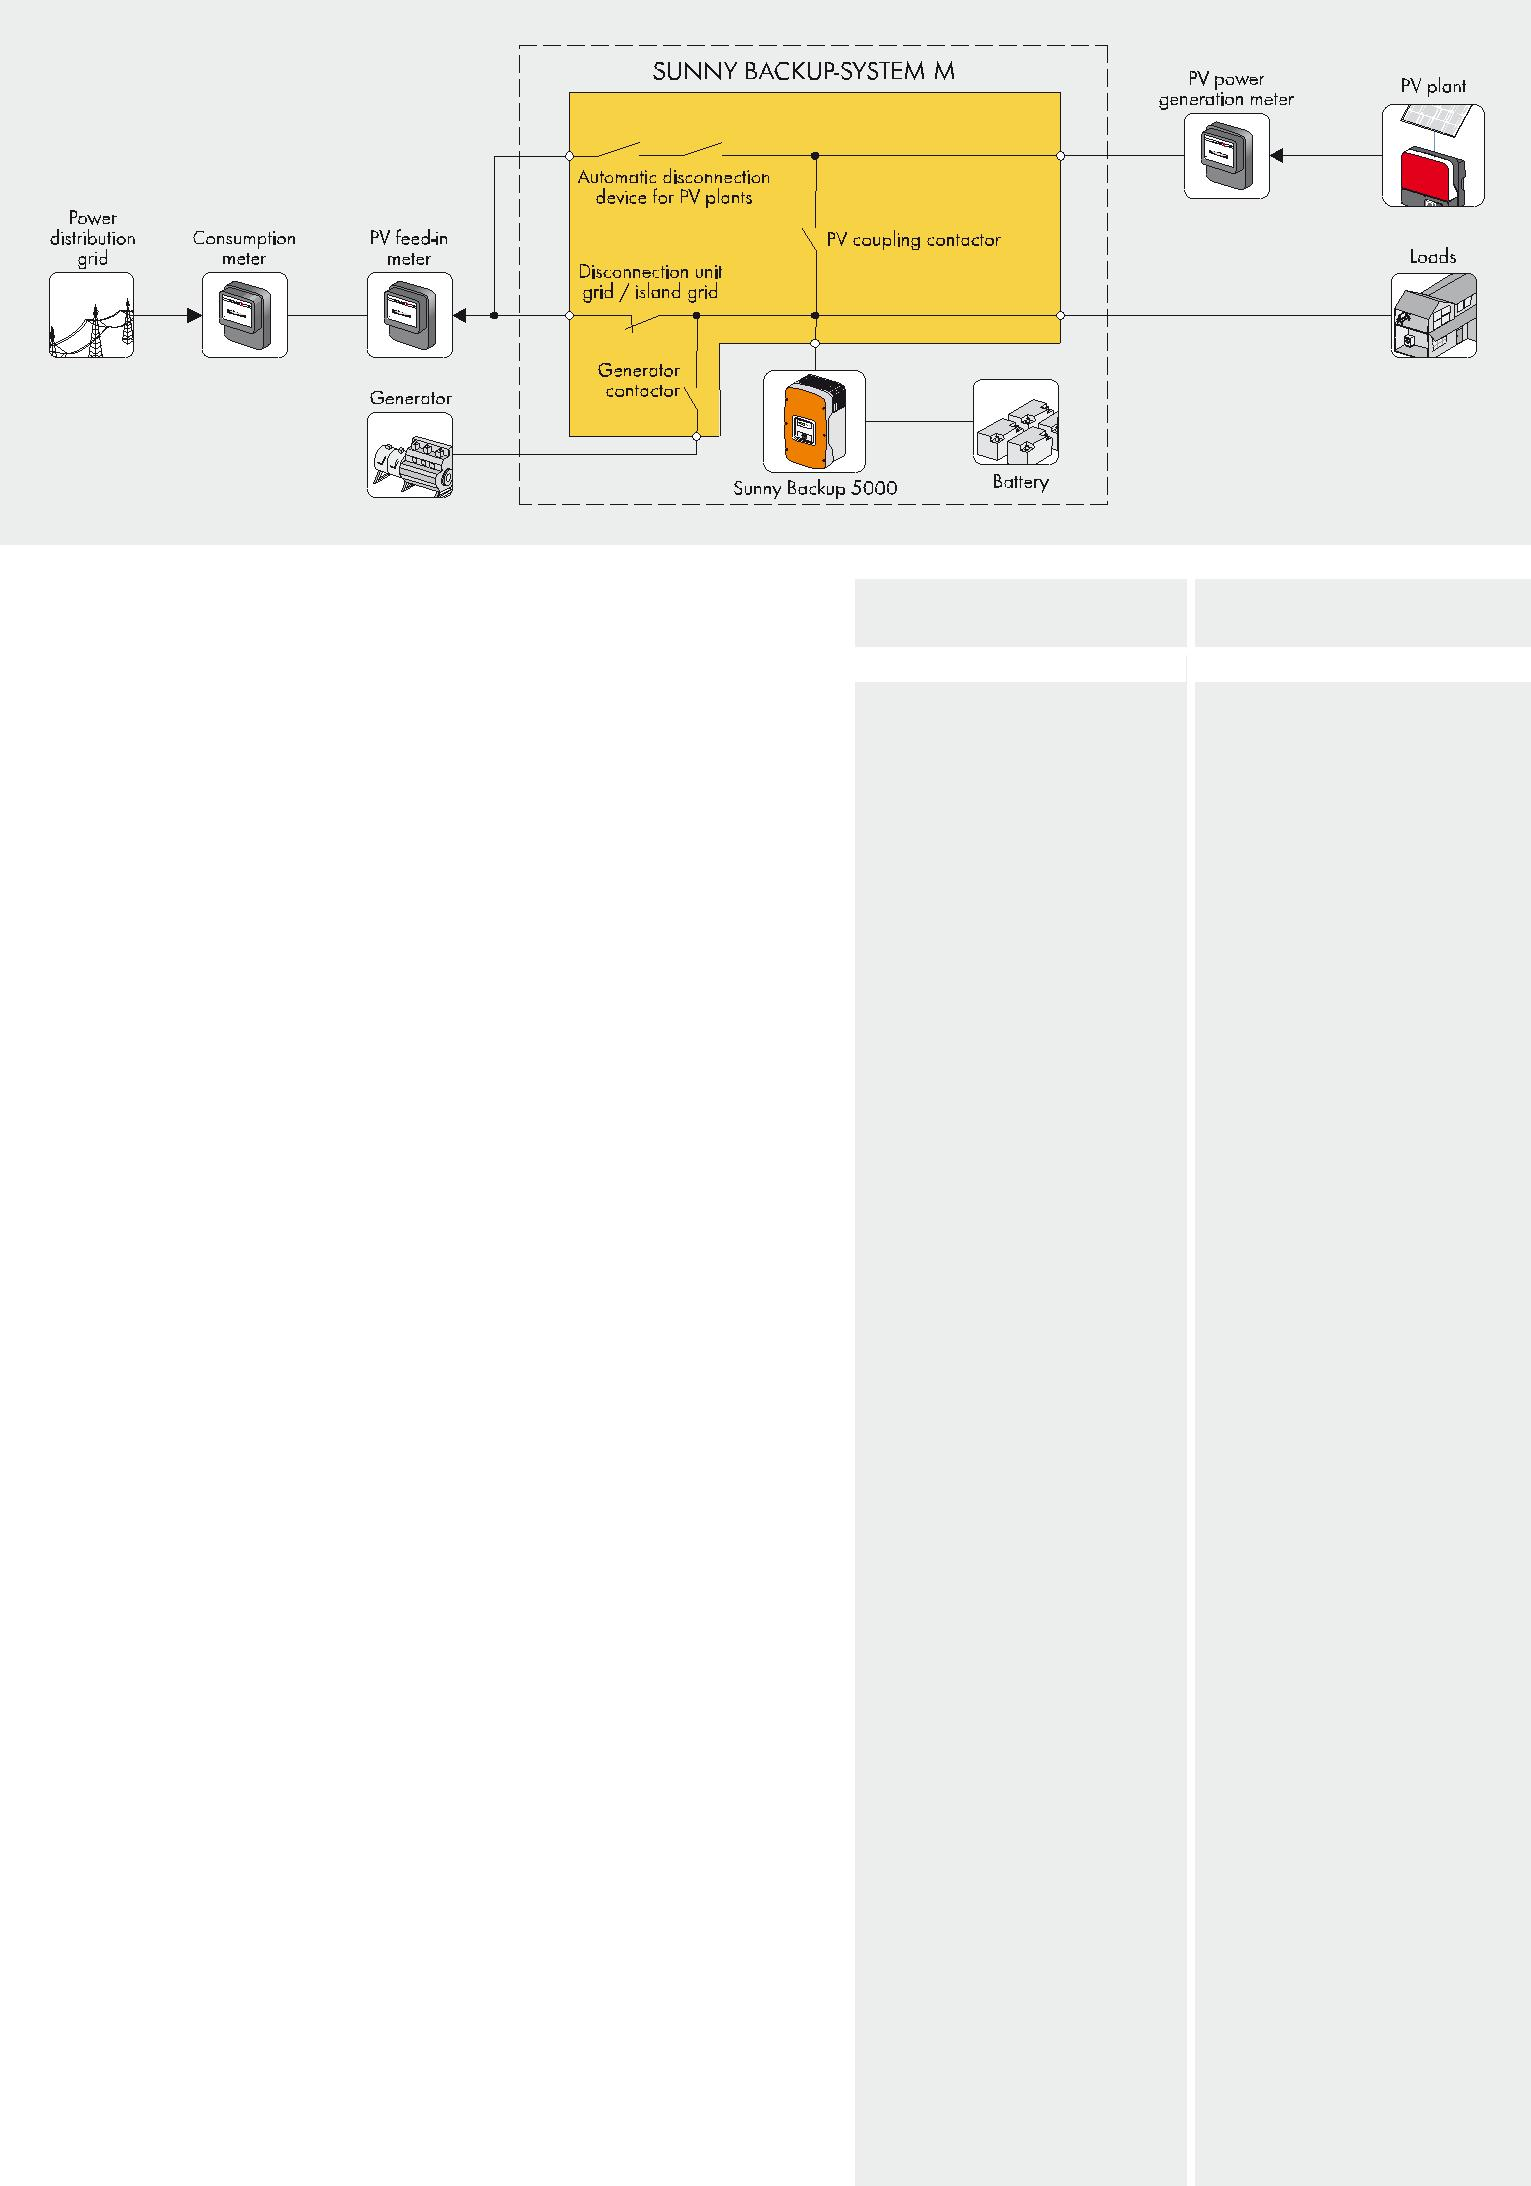 SUNNY BACKUP-SYSTEM M
PV power
generation meter
PV plant
Automatic disconnection
device for PV plants
Power
distribution
grid
Consumption
meter
PV feed-in
meter
PV coupling contactor
Disconnection unit
grid / island grid
Loads
Generator
contactor
Generator
Sunny Backup 5000
Battery